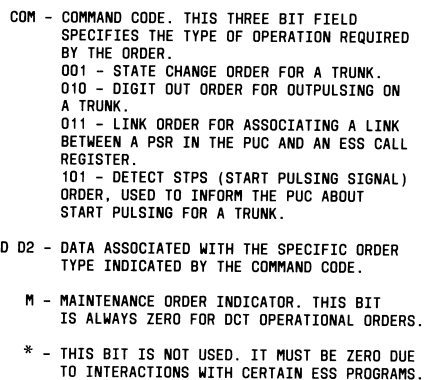 COM - COMMAND CODE. THIS THREE BIT FIELD
SPECIFIES THE TYPE OF OPERATION REQUIRED
BY THE ORDER.
001 - STATE CHANGE ORDER FOR A TRUNK.
010 - DIGIT OUT ORDER FOR OUTPULSING ON
A TRUNK.
011 - LINK ORDER FOR ASSOCIATING A LINK
BETWEEN A PSR IN THE PUC AND AN ESS CALL
REGISTER.
101 - DETECT STPS (START PULSING SIGNAL)
ORDER, USED TO INFORM THE PUC ABOUT
START PULSING FOR A TRUNK.
D D2 - DATA ASSOCIATED WITH THE SPECIFIC ORDER
TYPE INDICATED BY THE COMMAND CODE.
M - MAINTENANCE ORDER INDICATOR. THIS BIT
IS ALWAYS ZERO FOR DCT OPERATIONAL ORDERS.
* - THIS BIT IS NOT USED. IT MUST BE ZERO DUE
TO INTERACTIONS WITH CERTAIN ESS PROGRAMS.